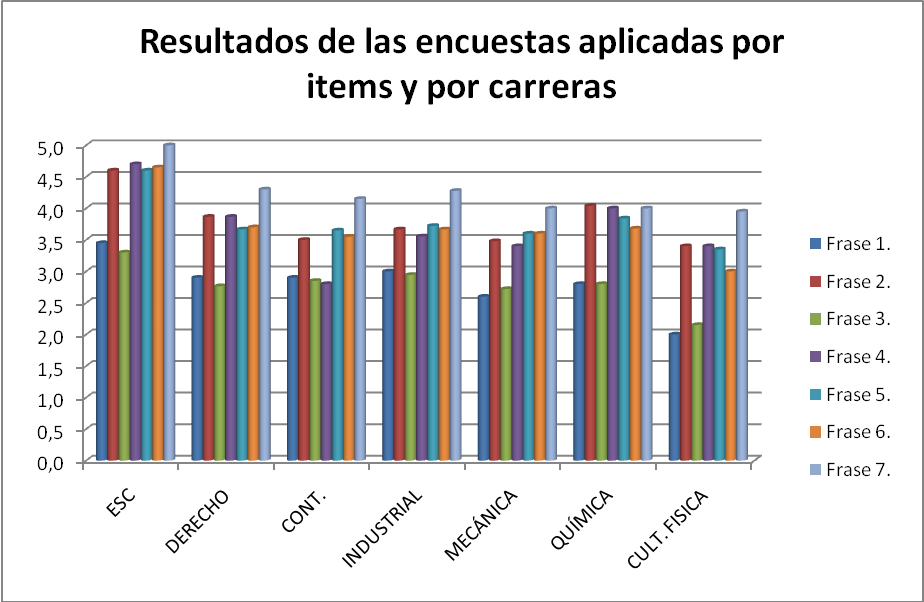 Resultados de las encuestas aplicadas por
items y por carreras
5,0
4,5
4,0
3,5
3,0
2,5
2,0
1,5
1,0
0,5
0,0
ESC
DERECHO
CONT.
INDUSTRIAL
MECÁNICA
QUÍMICA
CULT. FISICA
Frase 1.
Frase 2.
Frase 3.
Frase 4.
Frase 5.
Frase 6.
Frase 7.